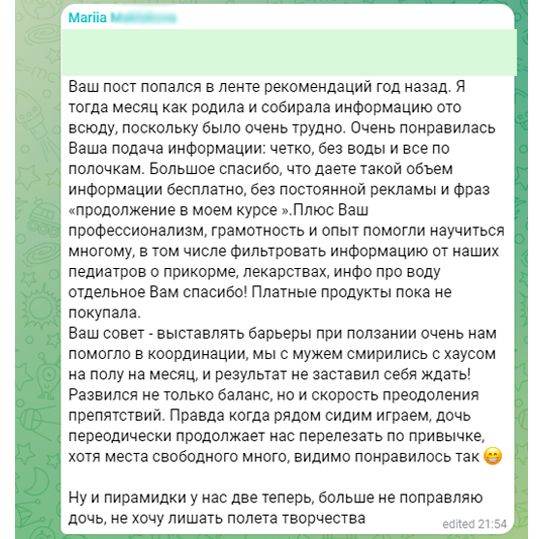 Mariia
Ваш пост попался в ленте рекомендаций год назад. Я
тогда месяц как родила и собирала информацию ото
всюду, поскольку было очень трудно. Очень понравилась
Ваша подача информации: четко, без воды и все по
полочкам. Большое спасибо, что даете такой объем
информации бесплатно, без постоянной рекламы и фраз
«продолжение в моем курсе ».Плюс Ваш
профессионализм, грамотность и опыт помогли научиться
многому, в том числе фильтровать информацию от наших
педиатров о прикорме, лекарствах, инфо про воду
отдельное Вам спасибо! Платные продукты пока не
покупала.
Ваш совет - выставлять барьеры при ползании очень нам
помогло в координации, мы с мужем смирились с хаусом
на полу на месяц, и результат не заставил себя ждать!
Развился не только баланс, но и скорость преодоления
препятствий. Правда когда рядом сидим играем, дочь
переодически продолжает нас перелезать по привычке,
хотя места свободного много, видимо понравилось так 😁
Ну и пирамидки у нас две теперь, больше не поправляю
дочь, не хочу лишать полета творчества
edited 21:54